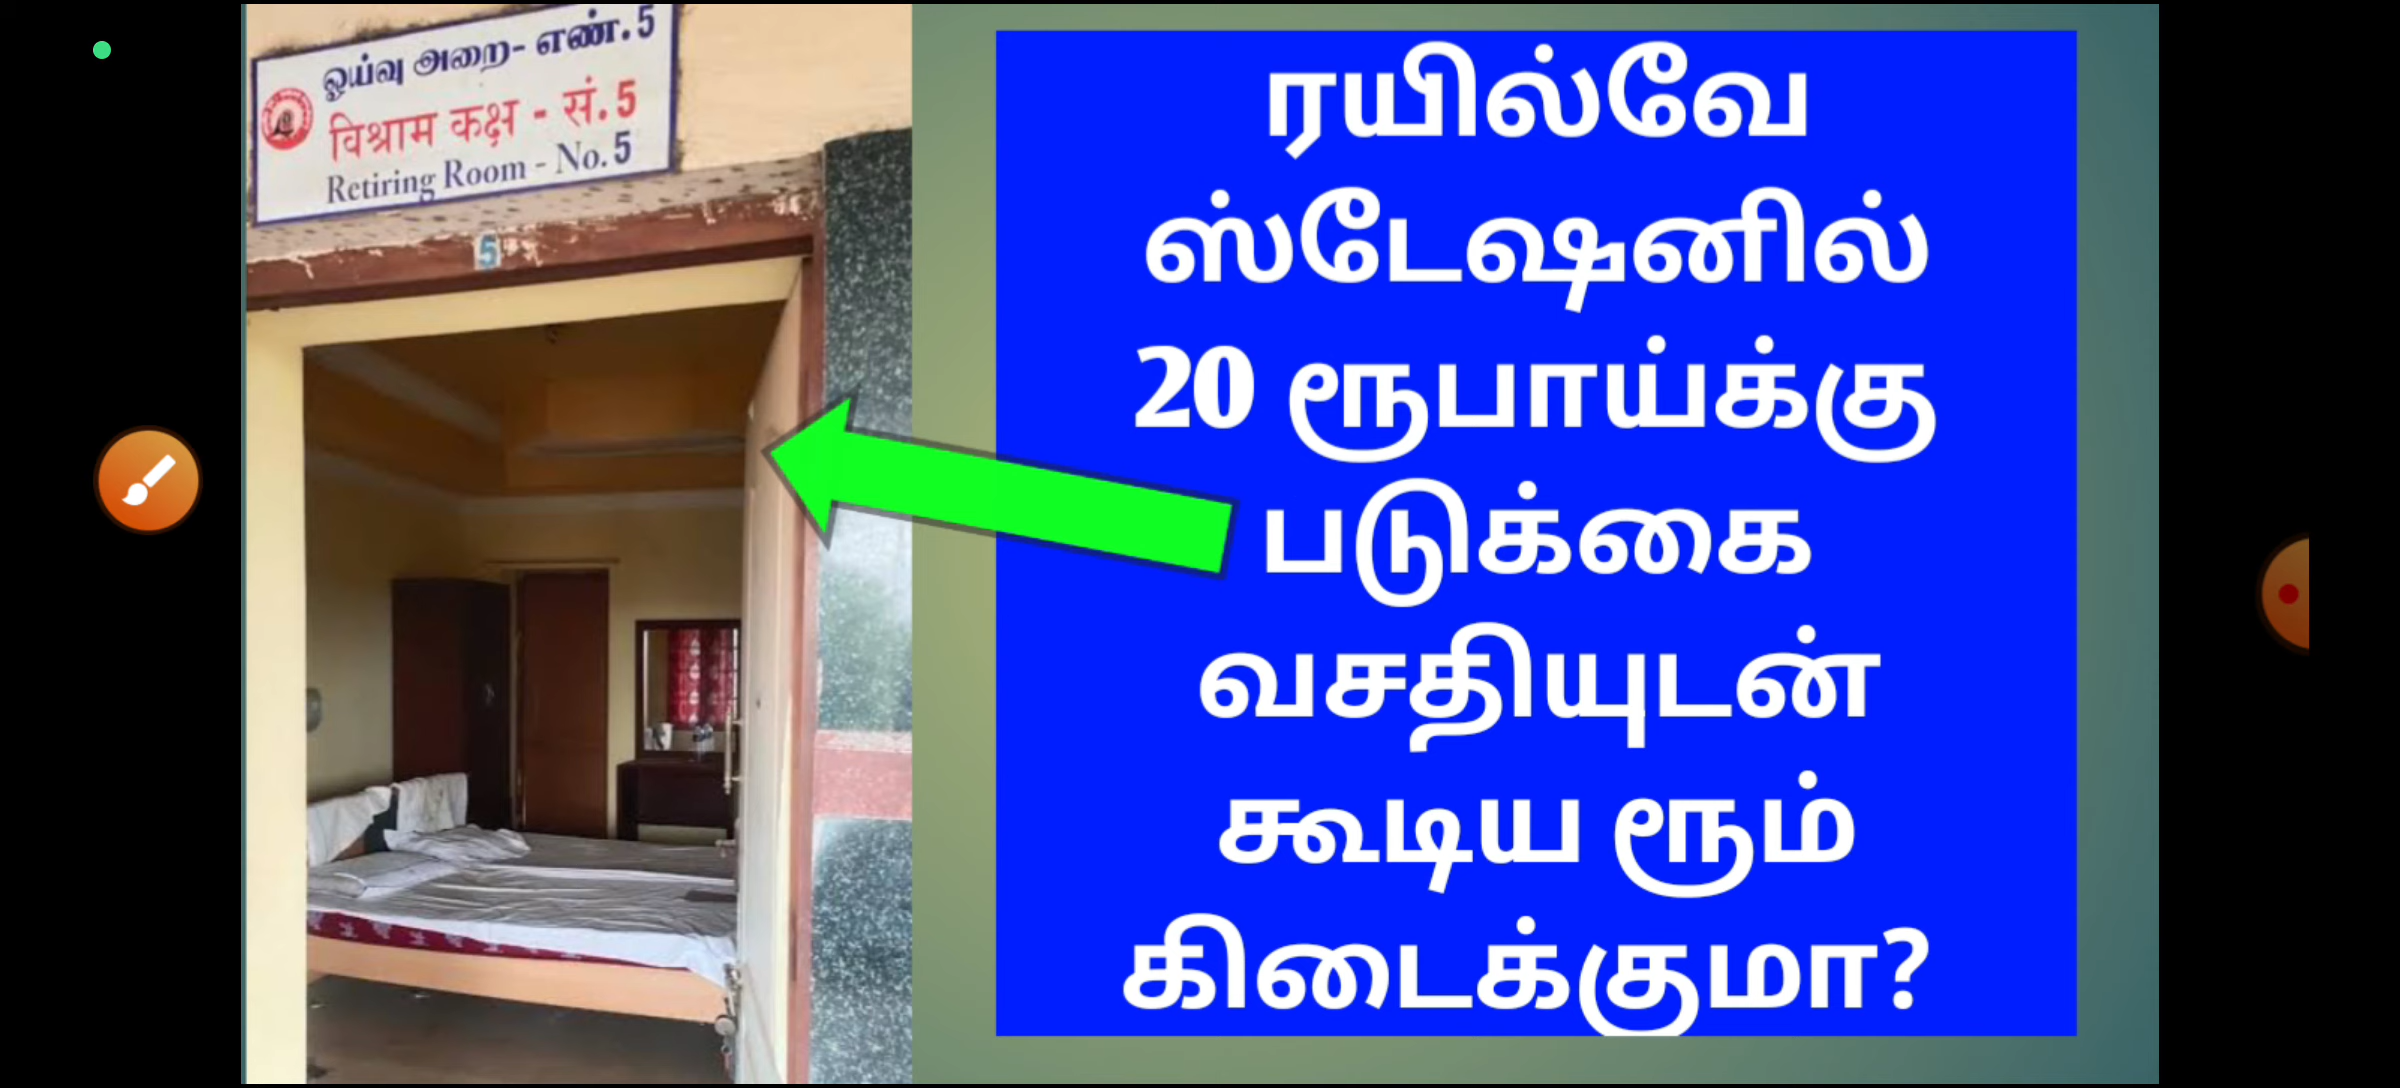 ஓய்வு அறை- எண்.5
विश्राम कक्ष - सं.5
Retiring Room - No.5
5
ரயில்வே
ஸ்டேஷனில்
20 ரூபாய்க்கு
படுக்கை
வசதியுடன்
கூடிய ரூம்
கிடைக்குமா?